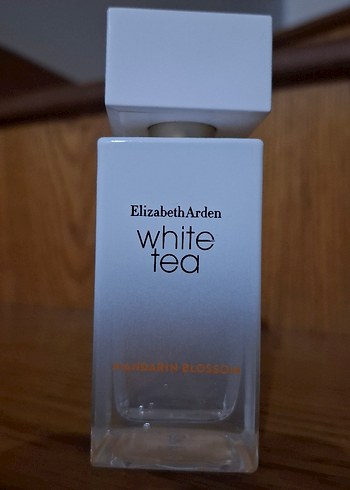 Elizabeth Arden
white
tea
MANDARIN BLOSSOM